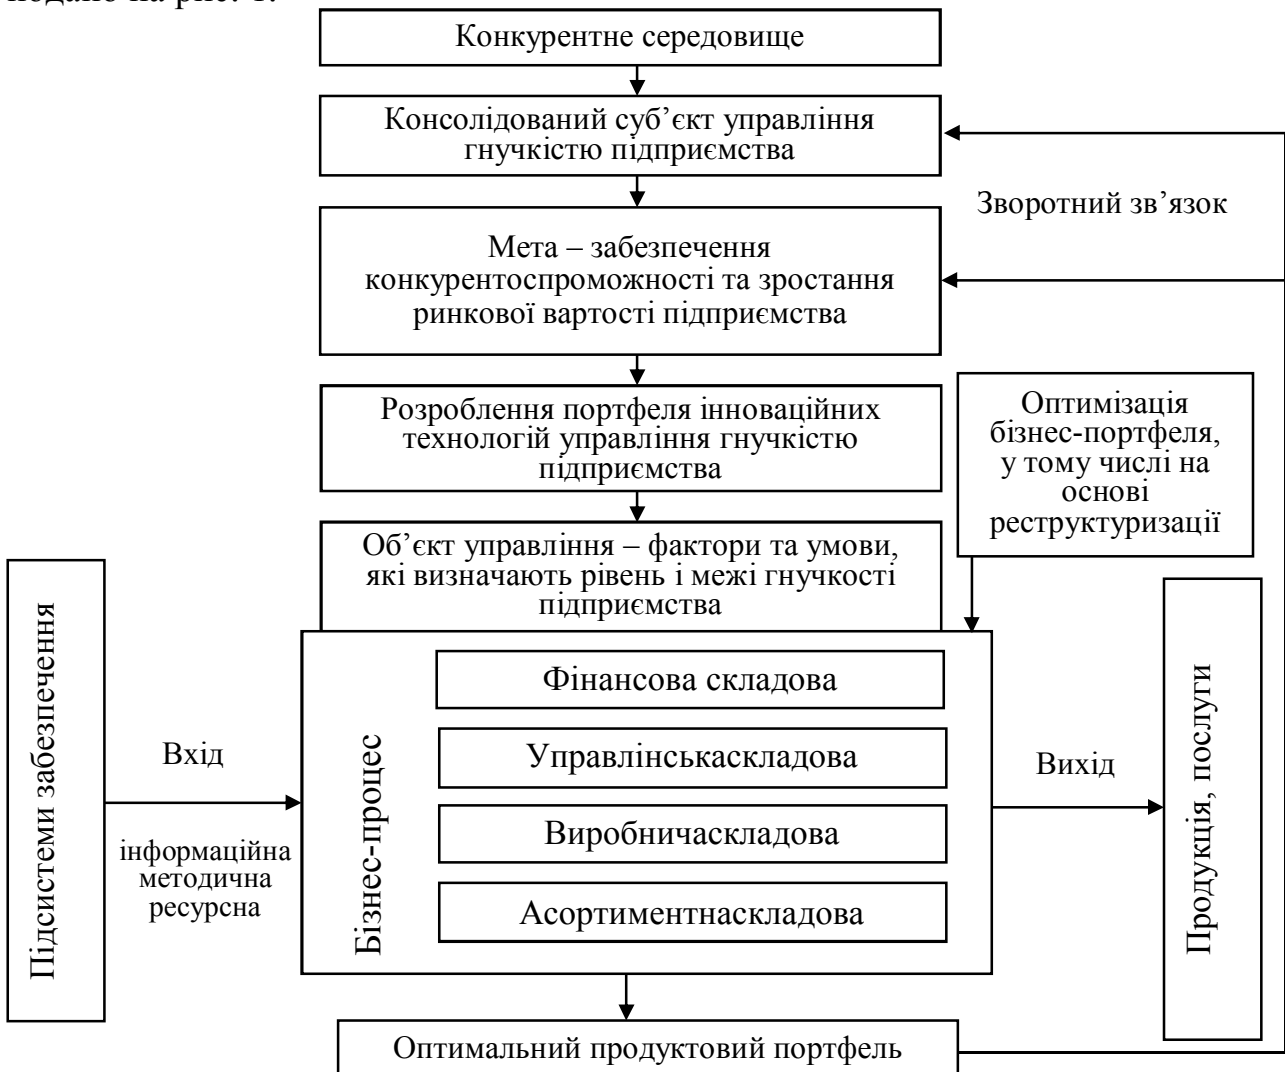 подано на рис. 1.
Конкурентне середовище
Консолідований суб’єкт управління
гнучкістю підприємства
Зворотний зв’язок
Мета – забезпечення
конкурентоспроможності та зростання
ринкової вартості підприємства
Розроблення портфеля інноваційних
технологій управління гнучкістю
підприємства
Оптимізація
бізнес-портфеля,
у тому числі на
основі
реструктуризації
Об’єкт управління – фактори та умови,
які визначають рівень і межі гнучкості
підприємства
Підсистеми забезпечення
Вхід
інформаційна
методична
ресурсна
Бізнес-процес
Фінансова складова
Управлінськаскладова
Виробничаскладова
Асортиментнаскладова
Вихід
Продукція, послуги
Оптимальний продуктовий портфель